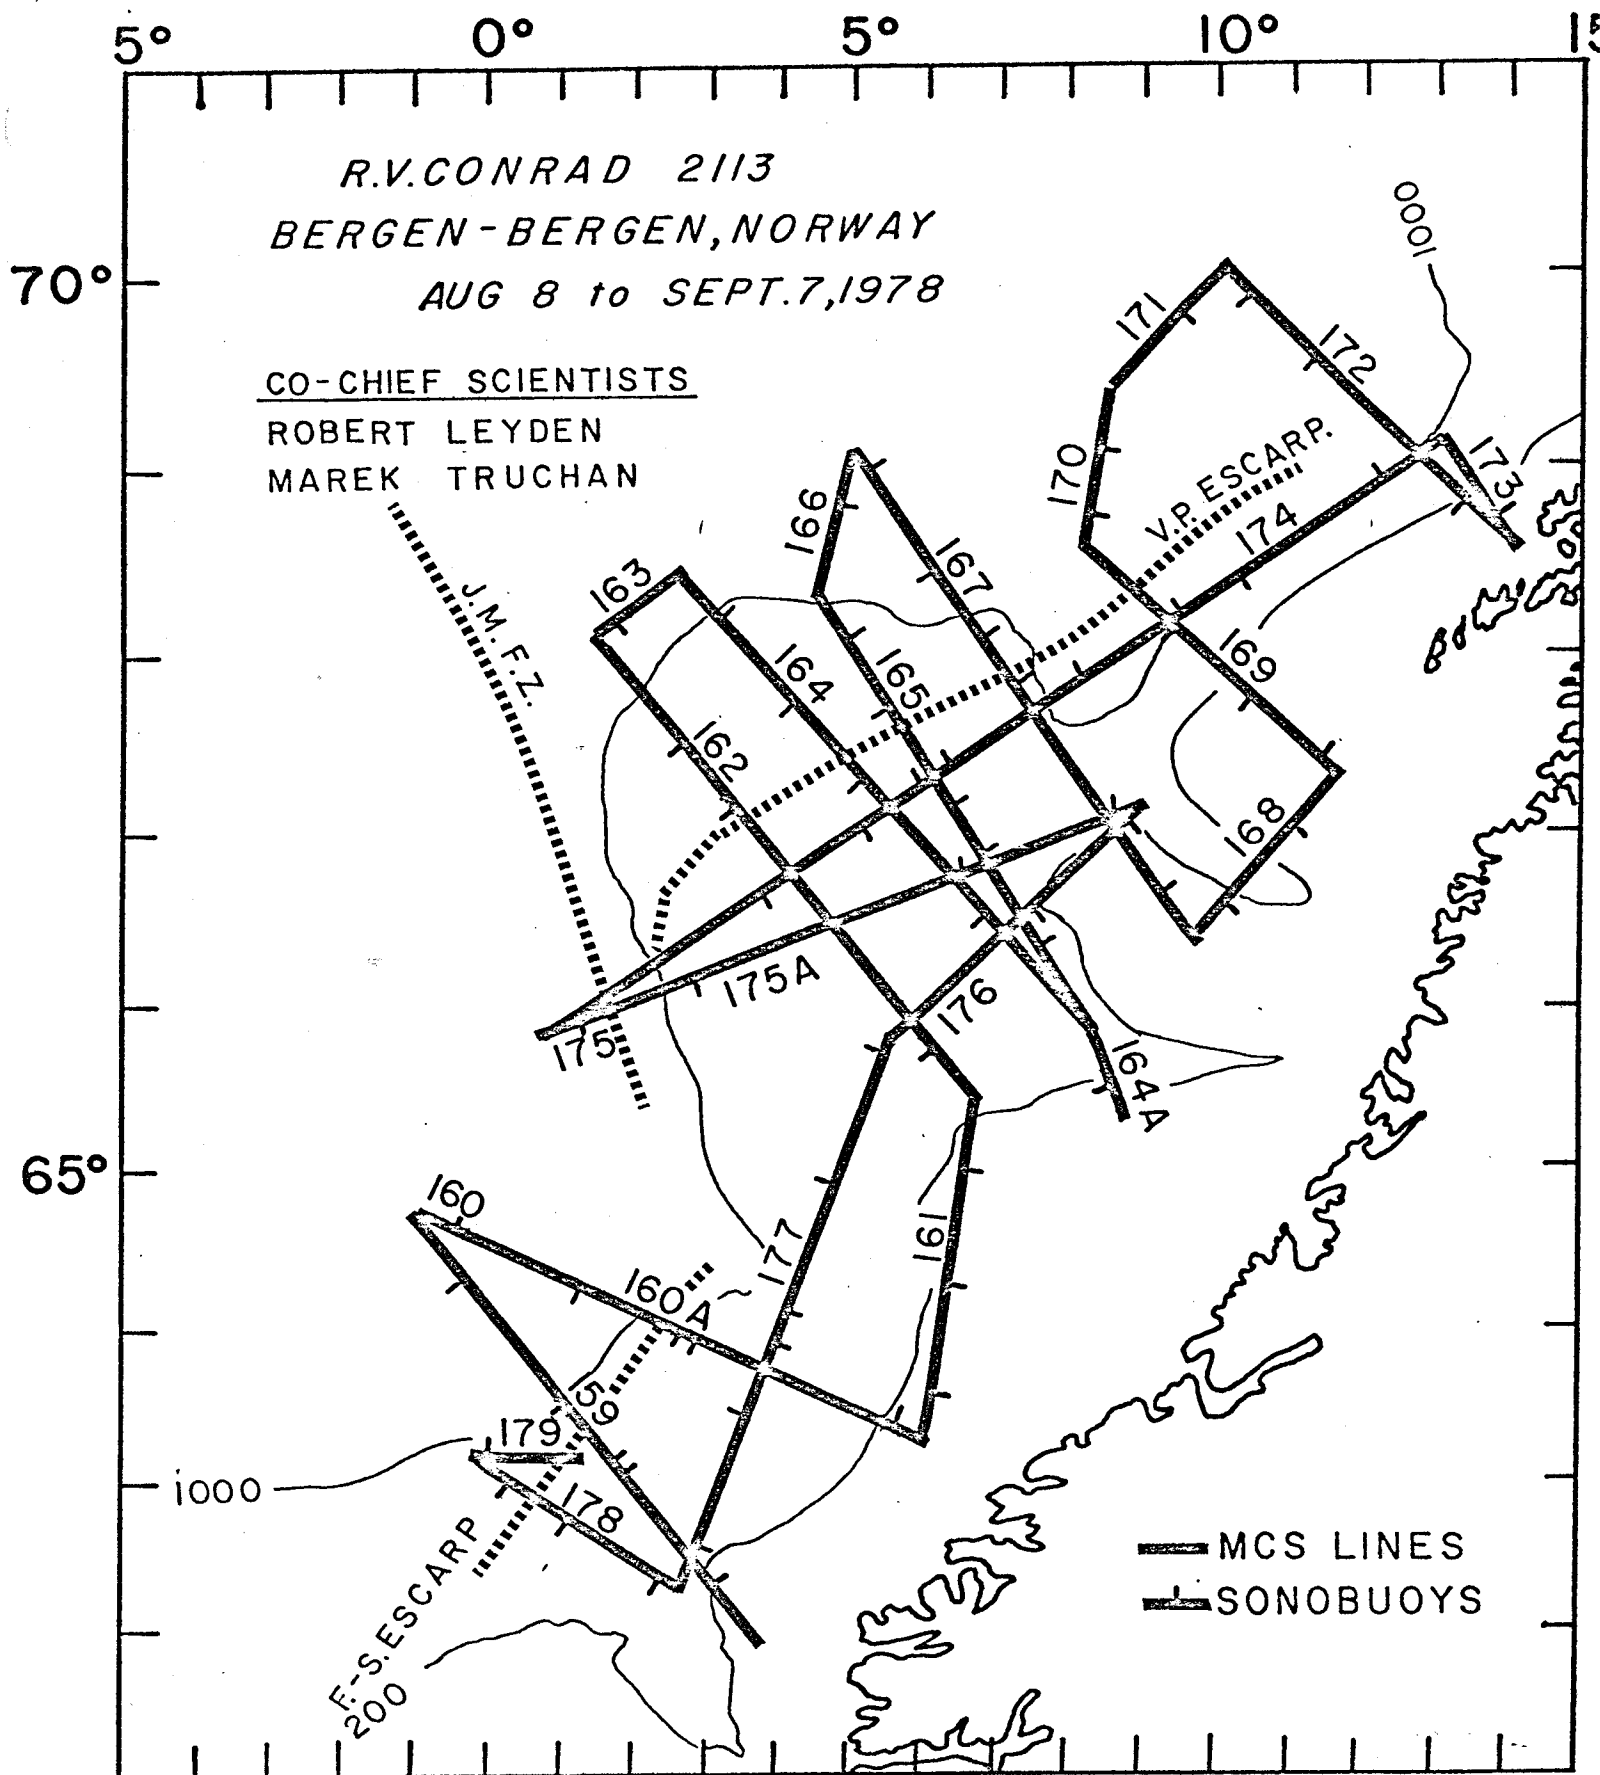 5° 0° 5° 10° 15
R.V.CONRAD 2113
BERGEN-BERGEN, NORWAY
AUG 8 to SEPT.7,1978
CO-CHIEF SCIENTISTS
ROBERT LEYDEN
MAREK TRUCHAN
70°
65°
1000
171
172
173
170
V.P. ESCARP.
174
166
167
163
J.M.F.Z.
164
165
169
162
168
175A
176
175
164A
160
161
177
160A
159
179
178
1000
F.-S.ESCARP
200
MCS LINES
SONOBUOYS